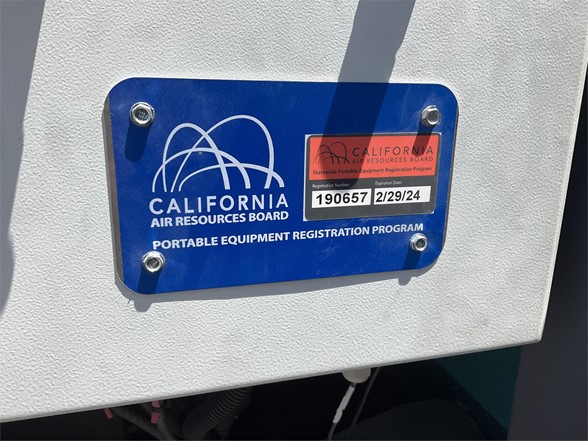 CALIFORNIA
AIR RESOURCES BOARD
PORTABLE EQUIPMENT REGISTRATION PROGRAM
CALIFORNIA
AIR RESOURCES BOARD
Statewide Portable Equipment Registration Program
Registration Number
Expiration Date
190657
2/29/24